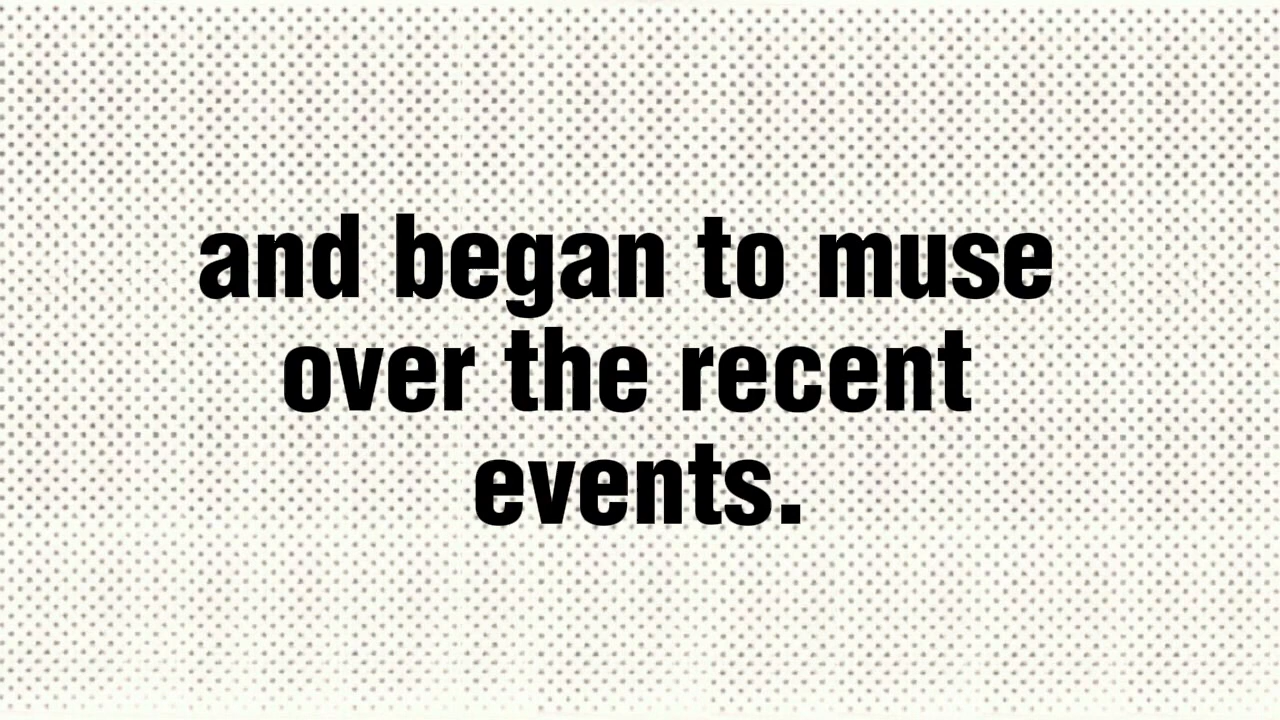 and began to muse
over the recent
events.